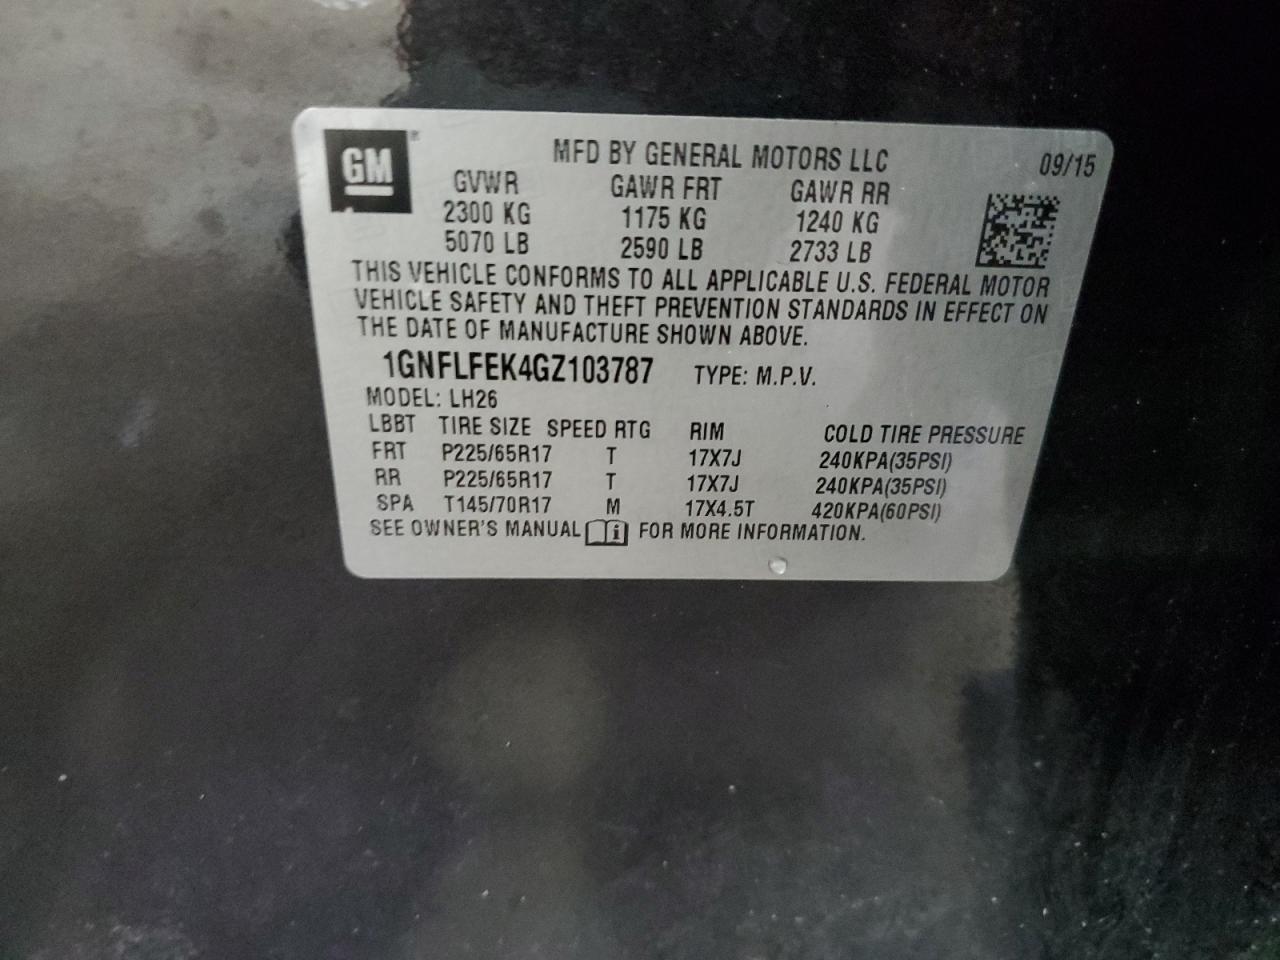 GM ®
MFD BY GENERAL MOTORS LLC 09/15
GVWR GAWR FRT GAWR RR
2300 KG 1175 KG 1240 KG
5070 LB 2590 LB 2733 LB
THIS VEHICLE CONFORMS TO ALL APPLICABLE U.S. FEDERAL MOTOR
VEHICLE SAFETY AND THEFT PREVENTION STANDARDS IN EFFECT ON
THE DATE OF MANUFACTURE SHOWN ABOVE.
1GNFLFEK4GZ103787 TYPE: M.P.V.
MODEL: LH26
LBBT TIRE SIZE SPEED RTG RIM COLD TIRE PRESSURE
FRT P225/65R17 T 17X7J 240KPA(35PSI)
RR P225/65R17 T 17X7J 240KPA(35PSI)
SPA T145/70R17 M 17X4.5T 420KPA(60PSI)
SEE OWNER'S MANUAL i FOR MORE INFORMATION.